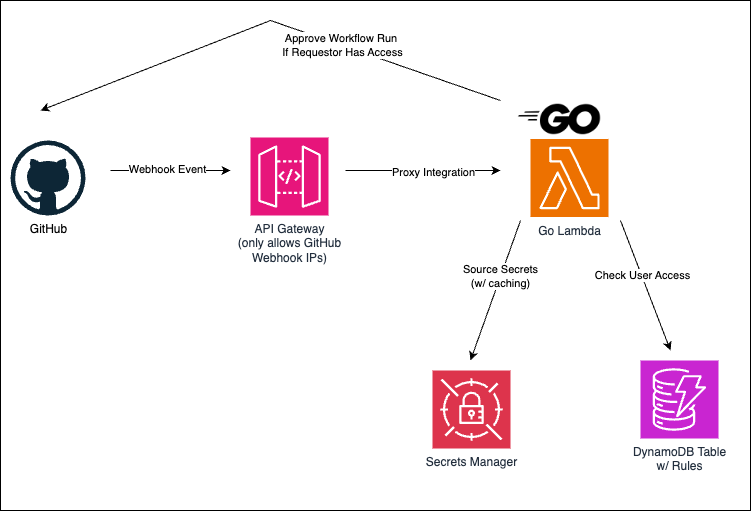 Approve Workflow Run
If Requestor Has Access
GO
Webhook Event
Proxy Integration
GitHub
API Gateway
(only allows GitHub
Webhook IPs)
</>
Go Lambda
Source Secrets
(w/ caching)
Check User Access
Secrets Manager
DynamoDB Table
w/ Rules